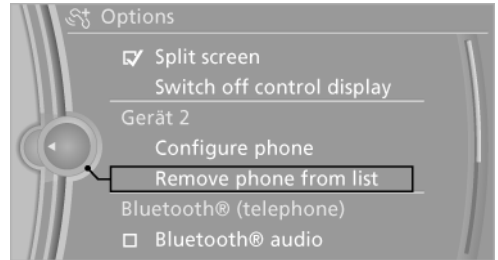 Options
Split screen
Switch off control display
Gerät 2
Configure phone
Remove phone from list
Bluetooth® (telephone)
Bluetooth® audio